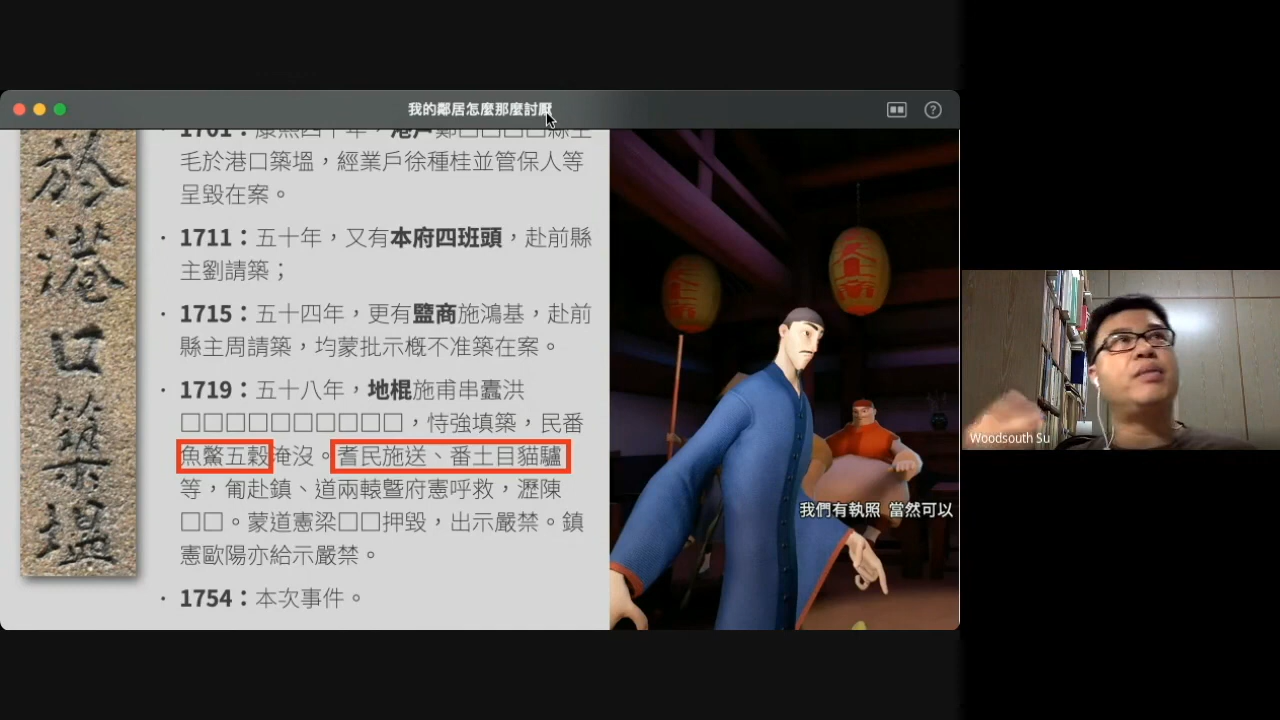 我的鄰居怎麼那麼討厭
於港口築塭
毛於港口築塭，經業戶徐種桂並管保人等
呈毀在案。
· 1711：五十年，又有本府四班頭，赴前縣
主劉請築；
· 1715：五十四年，更有鹽商施鴻基，赴前
縣主周請築，均蒙批示概不准築在案。
· 1719：五十八年，地棍施甫串蠹洪
□□□□□□□□□□，恃強填築，民番
魚鱉五穀淹沒。耆民施送、番土目貓驢
等，匍赴鎮、道兩轅暨府憲呼救，瀝陳
□□。蒙道憲梁□□押毀，出示嚴禁。鎮
憲歐陽亦給示嚴禁。
· 1754：本次事件。
我們有執照 當然可以
Woodsouth Su